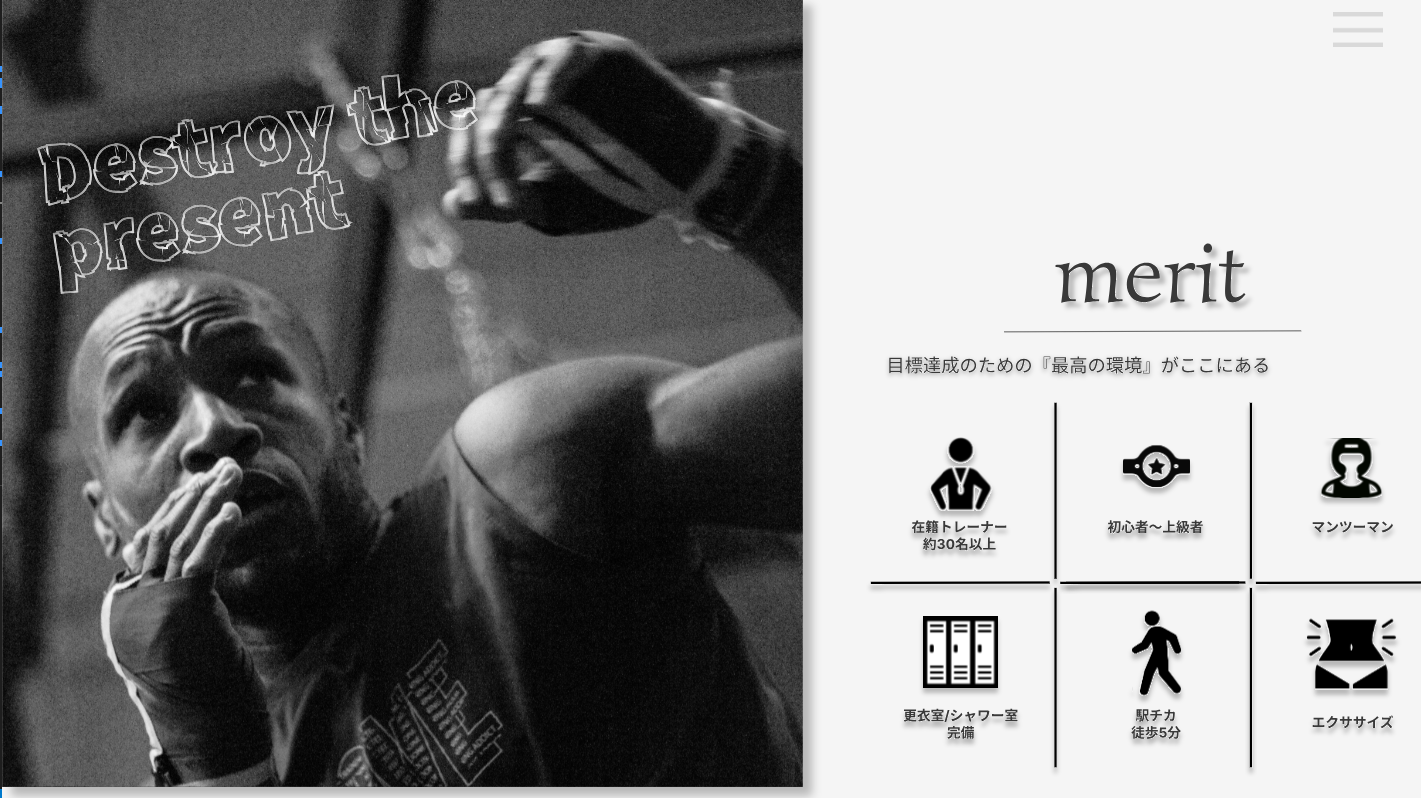 Destroy the
present
merit
目標達成のための『最高の環境』がここにある
在籍トレーナー
約30名以上
初心者〜上級者
マンツーマン
更衣室/シャワー室
完備
駅チカ
徒歩5分
エクササイズ